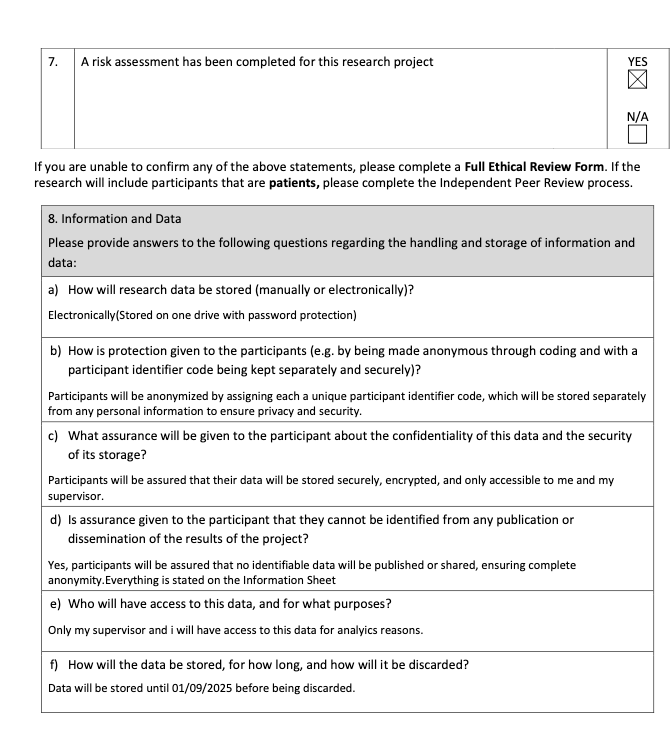 7. A risk assessment has been completed for this research project YES
N/A
If you are unable to confirm any of the above statements, please complete a Full Ethical Review Form. If the
research will include participants that are patients, please complete the Independent Peer Review process.
8. Information and Data
Please provide answers to the following questions regarding the handling and storage of information and
data:
a) How will research data be stored (manually or electronically)?
Electronically(Stored on one drive with password protection)
b) How is protection given to the participants (e.g. by being made anonymous through coding and with a
participant identifier code being kept separately and securely)?
Participants will be anonymized by assigning each a unique participant identifier code, which will be stored separately
from any personal information to ensure privacy and security.
c) What assurance will be given to the participant about the confidentiality of this data and the security
of its storage?
Participants will be assured that their data will be stored securely, encrypted, and only accessible to me and my
supervisor.
d) Is assurance given to the participant that they cannot be identified from any publication or
dissemination of the results of the project?
Yes, participants will be assured that no identifiable data will be published or shared, ensuring complete
anonymity.Everything is stated on the Information Sheet
e) Who will have access to this data, and for what purposes?
Only my supervisor and i will have access to this data for analyics reasons.
f) How will the data be stored, for how long, and how will it be discarded?
Data will be stored until 01/09/2025 before being discarded.